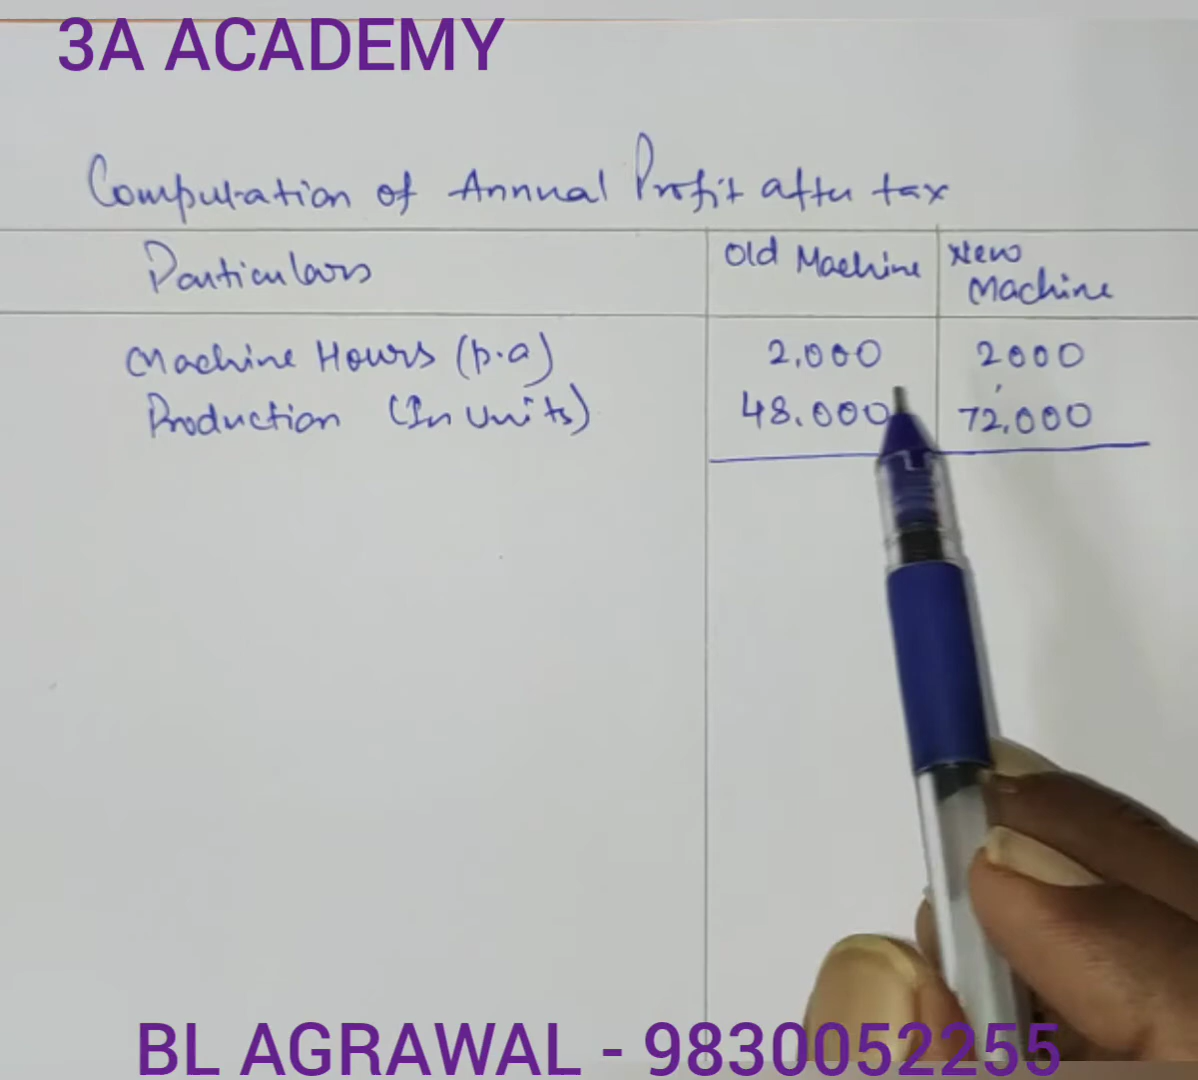 3A ACADEMY
Computation of Annual Profit after tax
Particulars Old Machine New Machine
Machine Hours (p.a) 2,000 2000
Production (In Units) 48,000 72,000
BL AGRAWAL - 9830052255